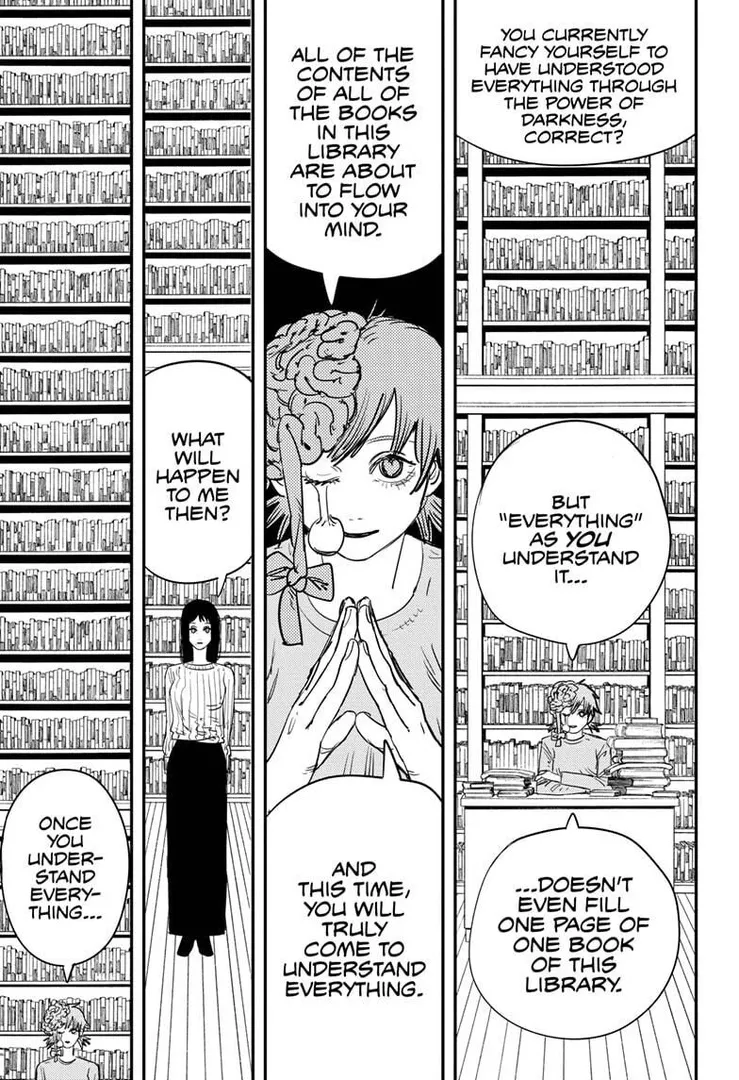 YOU CURRENTLY
FANCY YOURSELF TO
HAVE UNDERSTOOD
EVERYTHING THROUGH
THE POWER OF
DARKNESS,
CORRECT?
BUT
"EVERYTHING"
AS YOU
UNDERSTAND
IT...
...DOESN'T
EVEN FILL
ONE PAGE OF
ONE BOOK
OF THIS
LIBRARY.
ALL OF THE
CONTENTS
OF ALL OF
THE BOOKS
IN THIS
LIBRARY
ARE ABOUT
TO FLOW
INTO YOUR
MIND.
AND
THIS TIME,
YOU WILL
TRULY
COME TO
UNDERSTAND
EVERYTHING.
WHAT
WILL
HAPPEN
TO ME
THEN?
ONCE
YOU
UNDER-
STAND
EVERY-
THING...